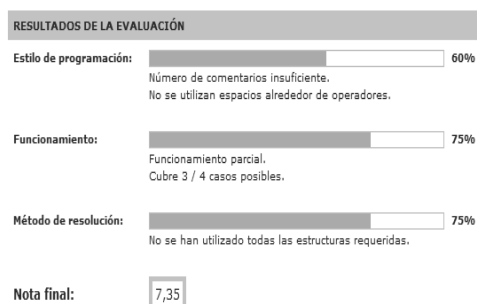 RESULTADOS DE LA EVALUACIÓN
Estilo de programación: 60%
Número de comentarios insuficiente.
No se utilizan espacios alrededor de operadores.
Funcionamiento: 75%
Funcionamiento parcial.
Cubre 3 / 4 casos posibles.
Método de resolución: 75%
No se han utilizado todas las estructuras requeridas.
Nota final: 7,35